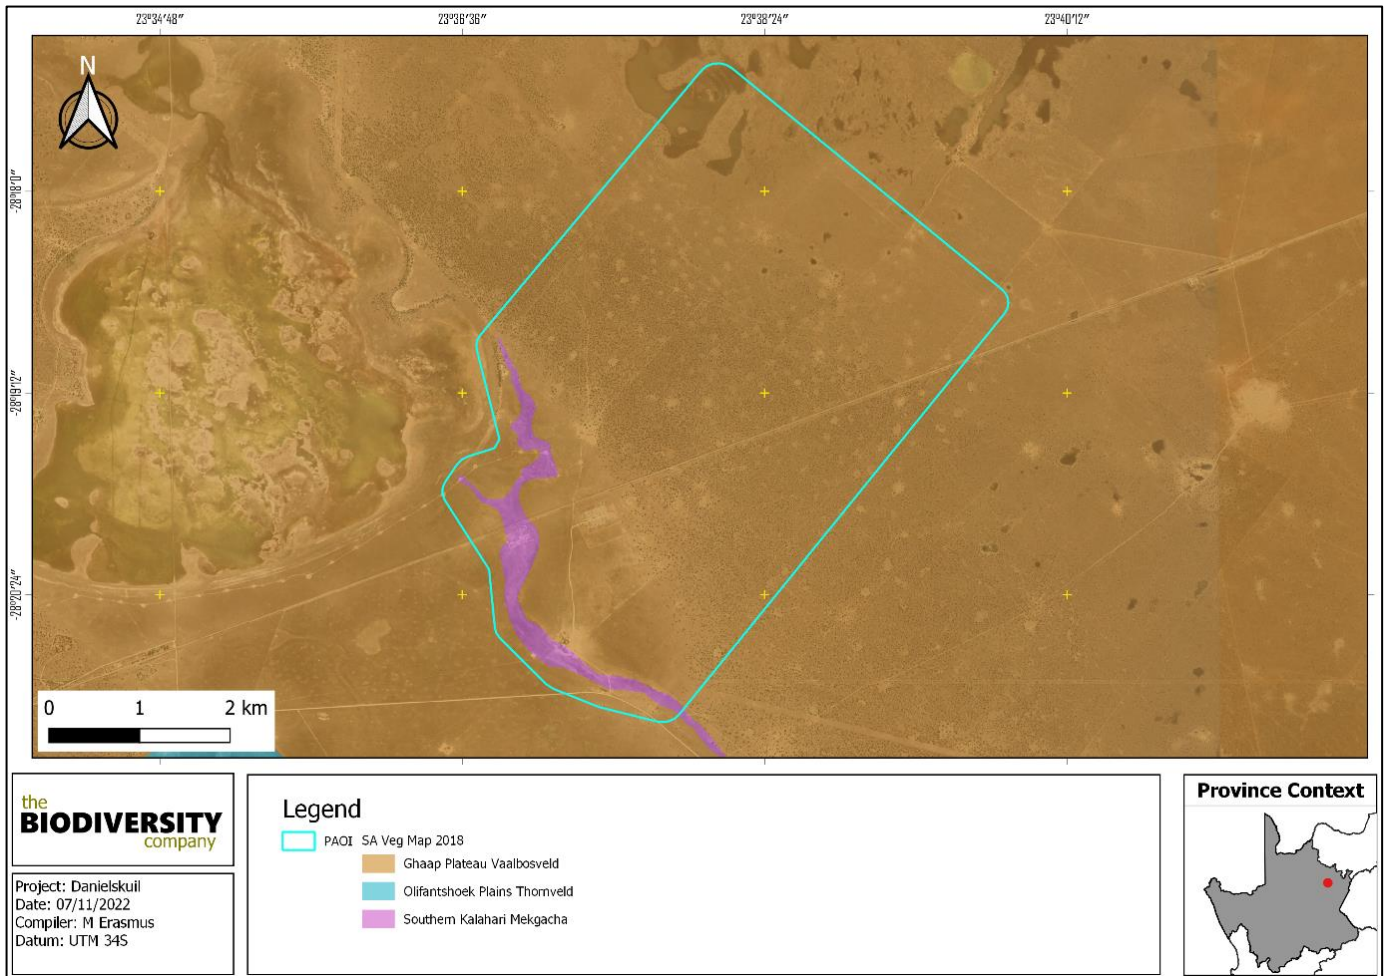 23°34'48" 23°36'36" 23°38'24" 23°40'12"
N
-28°18'0"
-28°19'12"
-28°20'24"
0 1 2 km
the
BIODIVERSITY
company
Project: Danielskuil
Date: 07/11/2022
Compiler: M Erasmus
Datum: UTM 34S
Legend
PAOI SA Veg Map 2018
Ghaap Plateau Vaalbosveld
Olifantshoek Plains Thornveld
Southern Kalahari Mekgacha
Province Context